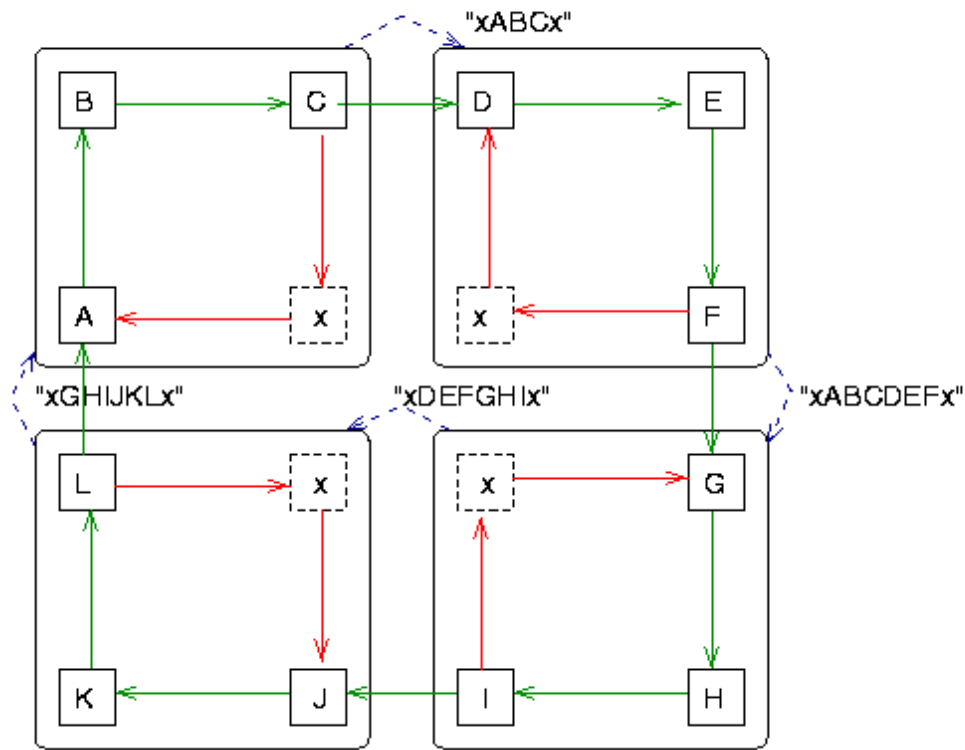 "xABCx"
B C D E
A x x F
"xGHIJKLx" "xDEFGHIx" "xABCDEFx"
L x x G
K J I H